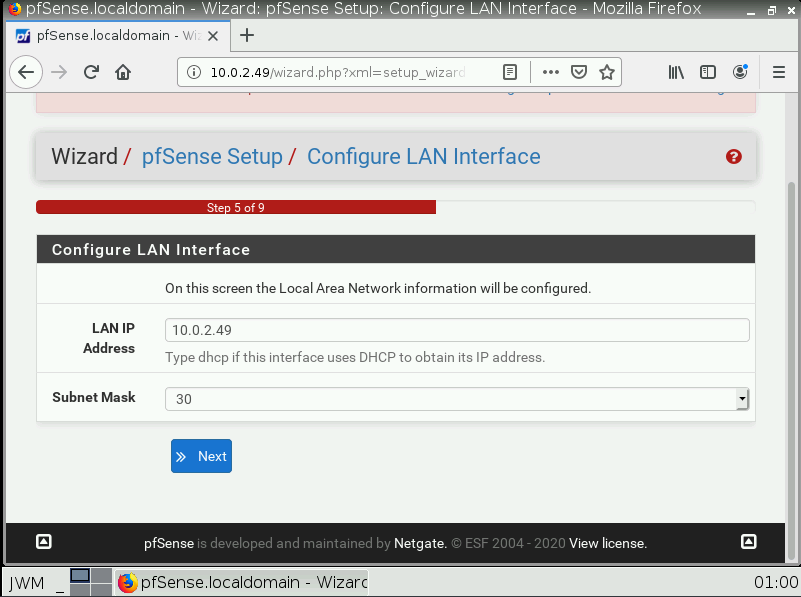 pfSense.localdomain - Wizard: pfSense Setup: Configure LAN Interface - Mozilla Firefox
pfSense.localdomain - Wiz
10.0.2.49/wizard.php?xml=setup_wizard
Wizard / pfSense Setup / Configure LAN Interface
Step 5 of 9
Configure LAN Interface
On this screen the Local Area Network information will be configured.
LAN IP Address
10.0.2.49
Type dhcp if this interface uses DHCP to obtain its IP address.
Subnet Mask
30
Next
pfSense is developed and maintained by Netgate. © ESF 2004 - 2020 View license.
JWM _ pfSense.localdomain - Wizard 01:00